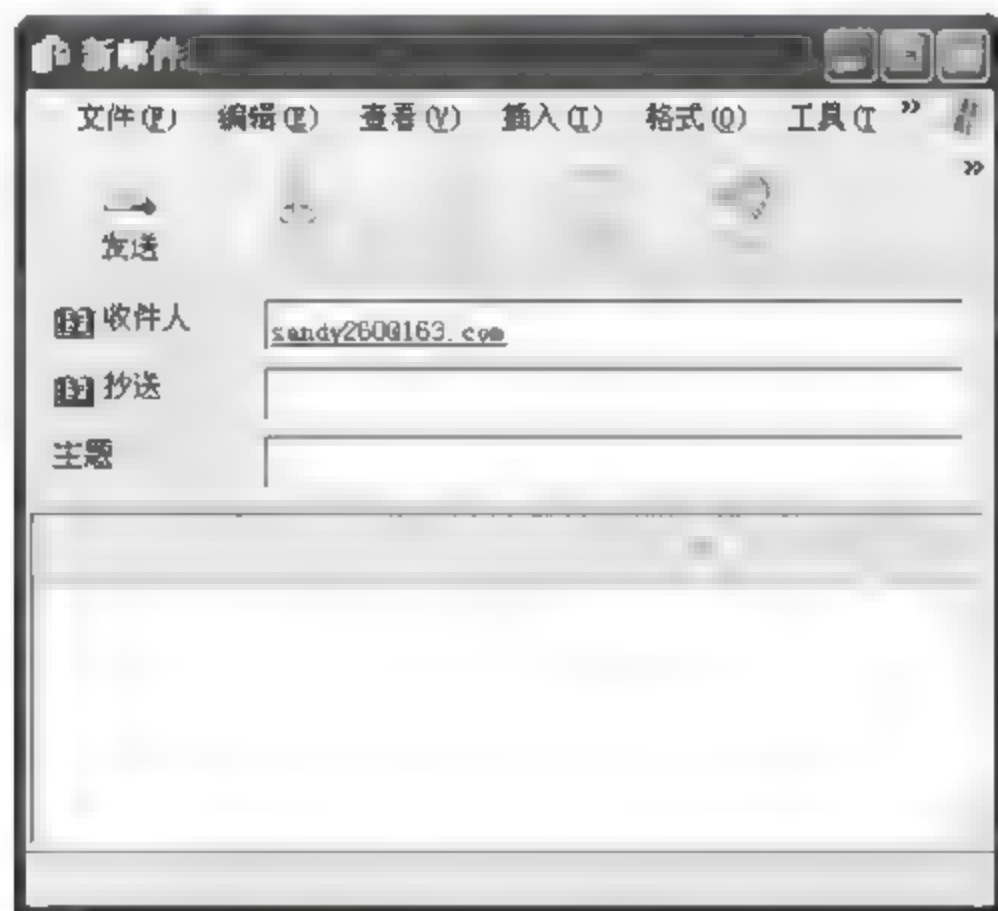 新邮件
文件(F) 编辑(E) 查看(V) 插入(I) 格式(O) 工具(T »
»
发送
收件人 sandy260@163.com
抄送
主题